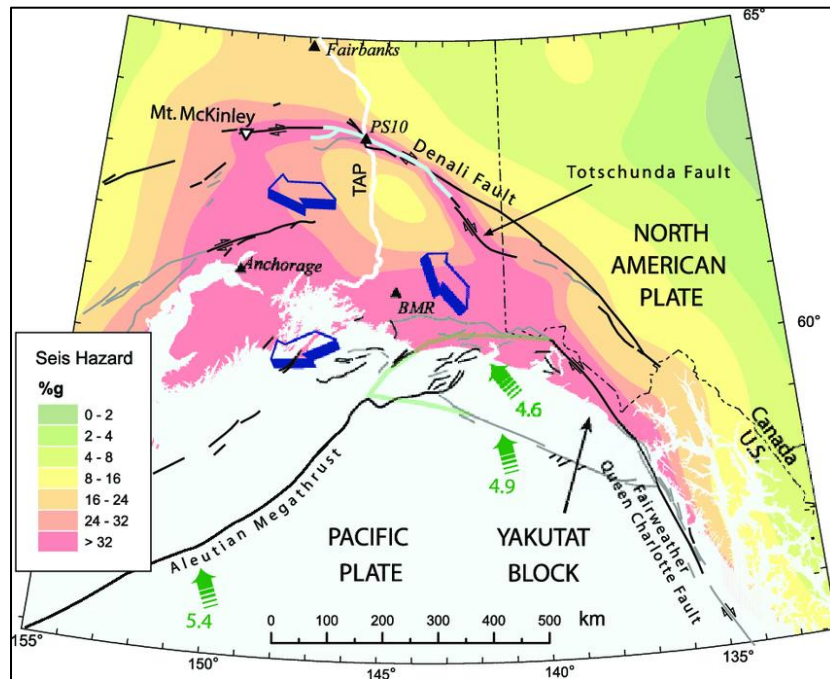 65°
Fairbanks
Mt. McKinley
PS10
Denali Fault
TAP
Totschunda Fault
NORTH
AMERICAN
PLATE
Anchorage
BMR
60°
Seis Hazard
%g
0 - 2
2 - 4
4 - 8
8 - 16
16 - 24
24 - 32
> 32
4.6
4.9
5.4
Canada
U.S.
Aleutian Megathrust
PACIFIC
PLATE
YAKUTAT
BLOCK
Fairweather
Queen Charlotte Fault
0 100 200 300 400 500 km
155°
150°
145°
140°
135°